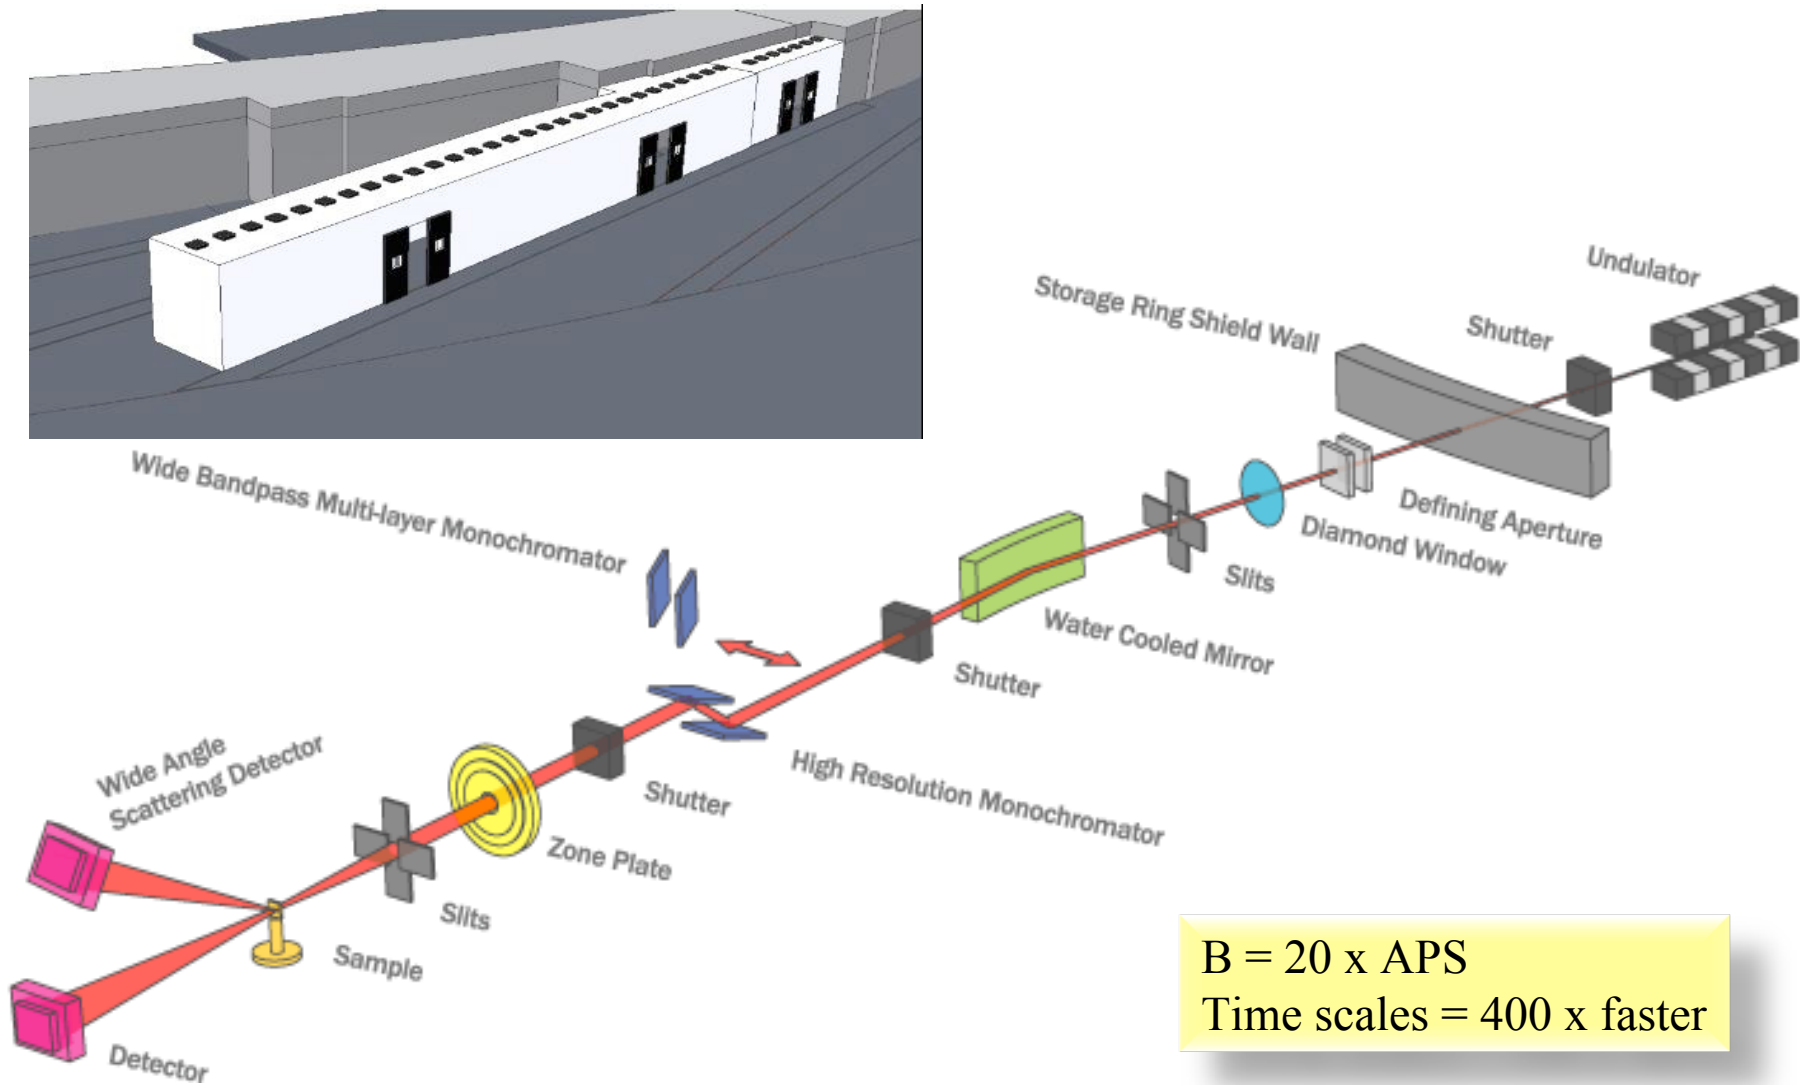 Undulator
Shutter
Storage Ring Shield Wall
Defining Aperture
Diamond Window
Slits
Water Cooled Mirror
Shutter
Wide Bandpass Multi-layer Monochromator
High Resolution Monochromator
Shutter
Zone Plate
Slits
Wide Angle
Scattering Detector
Sample
Detector
B = 20 x APS
Time scales = 400 x faster